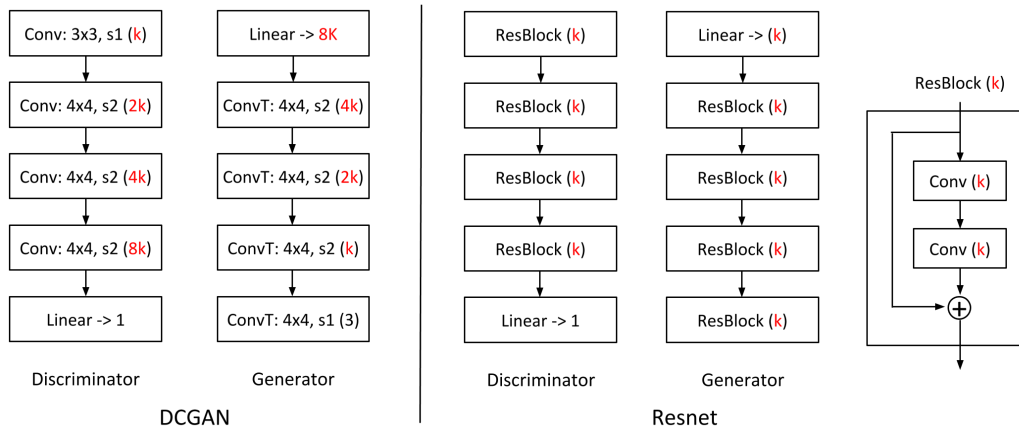 Conv: 3x3, s1 (k)
Conv: 4x4, s2 (2k)
Conv: 4x4, s2 (4k)
Conv: 4x4, s2 (8k)
Linear -> 1
Discriminator
Linear -> 8K
ConvT: 4x4, s2 (4k)
ConvT: 4x4, s2 (2k)
ConvT: 4x4, s2 (k)
ConvT: 4x4, s1 (3)
Generator
DCGAN
ResBlock (k)
ResBlock (k)
ResBlock (k)
ResBlock (k)
Linear -> 1
Discriminator
Linear -> (k)
ResBlock (k)
ResBlock (k)
ResBlock (k)
ResBlock (k)
Generator
Resnet
ResBlock (k)
Conv (k)
Conv (k)